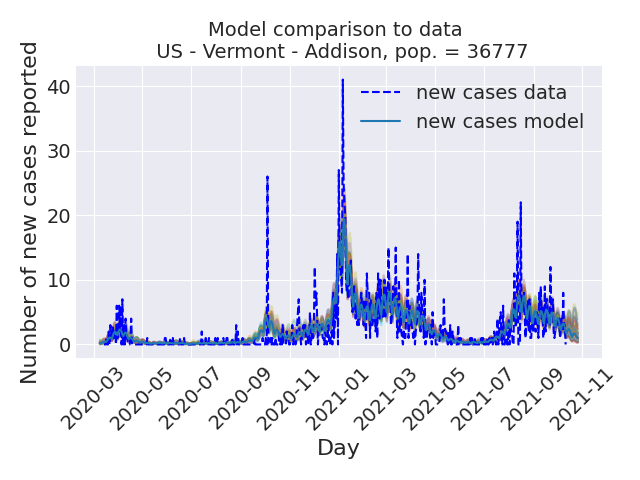 Model comparison to data
US - Vermont - Addison, pop. = 36777
Number of new cases reported
40
30
20
10
0
new cases data
new cases model
2020-03
2020-05
2020-07
2020-09
2020-11
2021-01
2021-03
2021-05
2021-07
2021-09
2021-11
Day